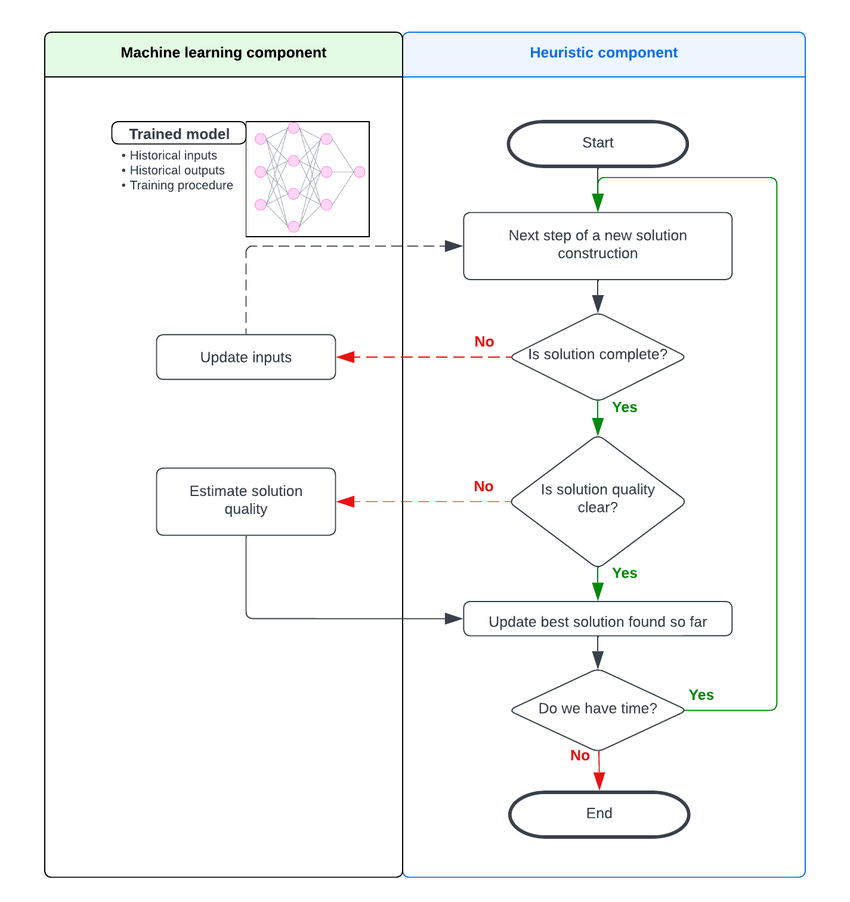 Machine learning component
Heuristic component
Trained model
• Historical inputs
• Historical outputs
• Training procedure
Start
Next step of a new solution
construction
No
Is solution complete?
Update inputs
Yes
Estimate solution
quality
No
Is solution quality
clear?
Yes
Update best solution found so far
Do we have time?
Yes
No
End